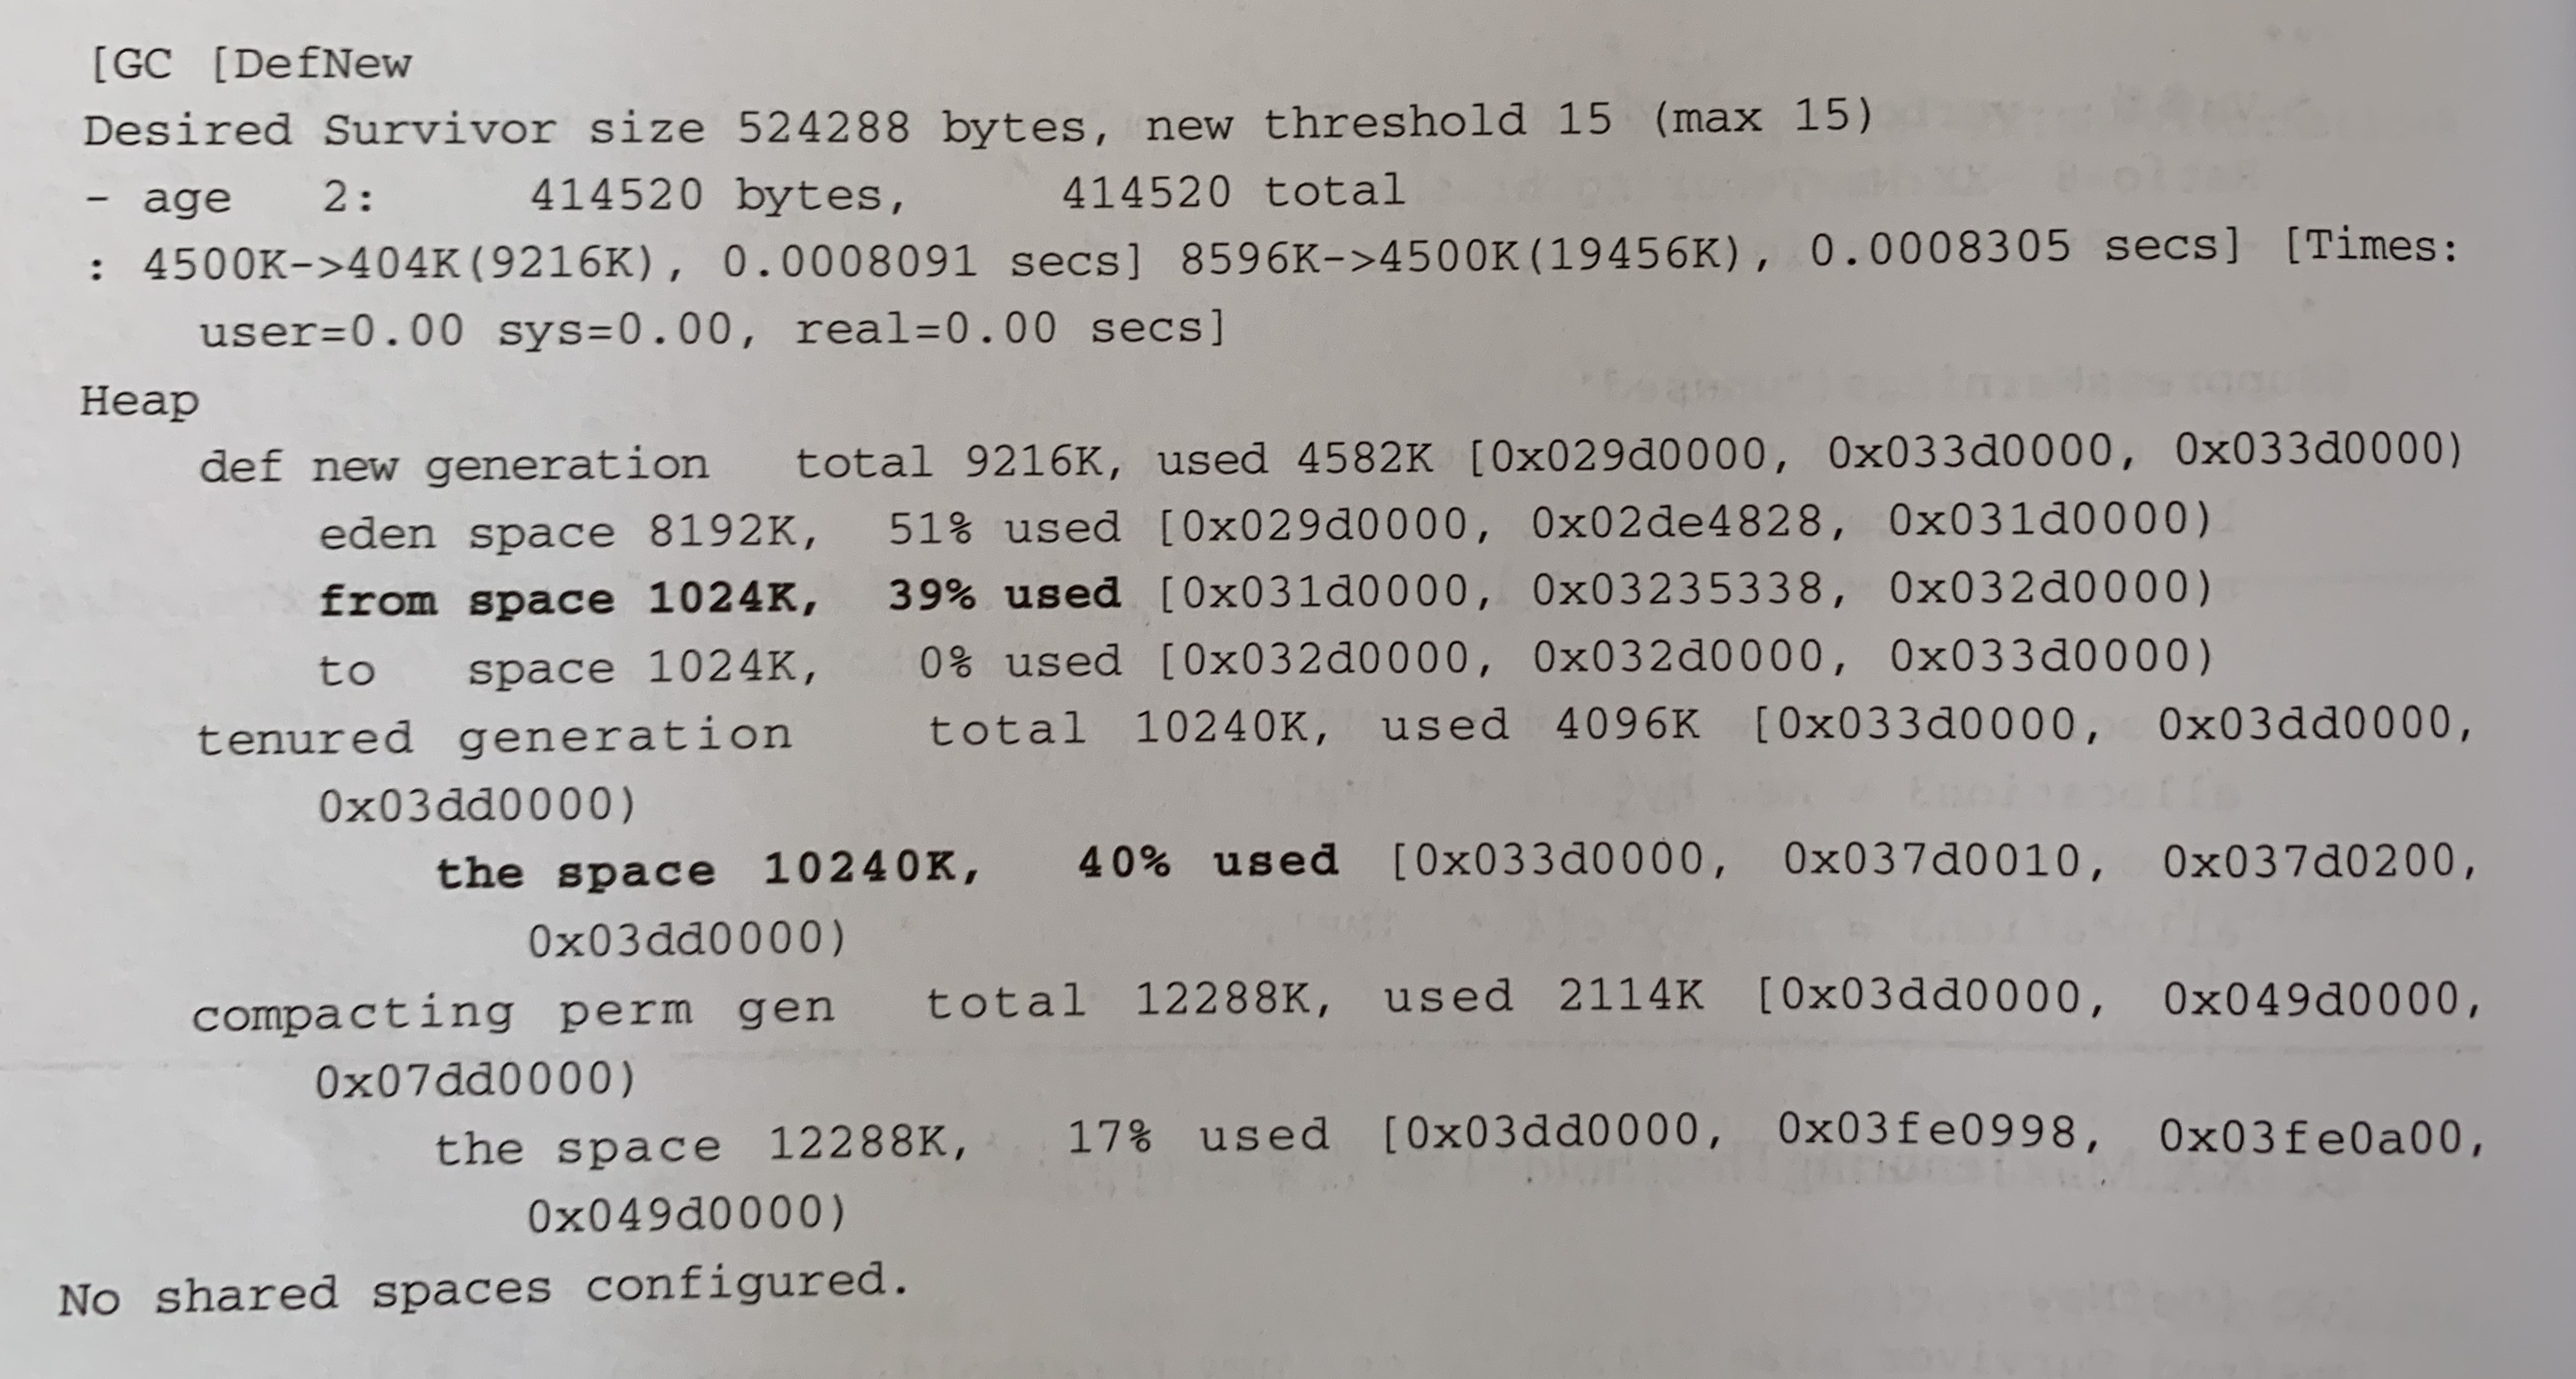 [GC [DefNew
Desired Survivor size 524288 bytes, new threshold 15 (max 15)
- age   2:     414520 bytes,     414520 total
: 4500K->404K(9216K), 0.0008091 secs] 8596K->4500K(19456K), 0.0008305 secs] [Times:
user=0.00 sys=0.00, real=0.00 secs]
Heap
def new generation   total 9216K, used 4582K [0x029d0000, 0x033d0000, 0x033d0000)
eden space 8192K,  51% used [0x029d0000, 0x02de4828, 0x031d0000)
from space 1024K,  39% used [0x031d0000, 0x03235338, 0x032d0000)
to   space 1024K,   0% used [0x032d0000, 0x032d0000, 0x033d0000)
tenured generation   total 10240K, used 4096K [0x033d0000, 0x03dd0000,
0x03dd0000)
the space 10240K,  40% used [0x033d0000, 0x037d0010, 0x037d0200,
0x03dd0000)
compacting perm gen  total 12288K, used 2114K [0x03dd0000, 0x049d0000,
0x07dd0000)
the space 12288K,  17% used [0x03dd0000, 0x03fe0998, 0x03fe0a00,
0x049d0000)
No shared spaces configured.